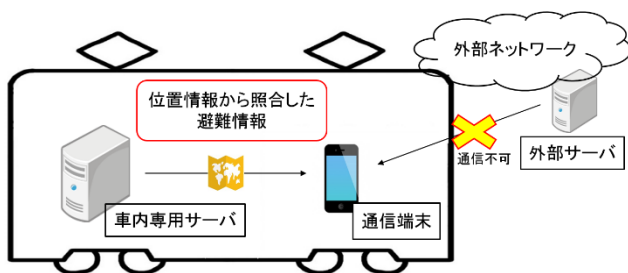 外部ネットワーク
位置情報から照合した
避難情報
通信不可
外部サーバ
車内専用サーバ
通信端末